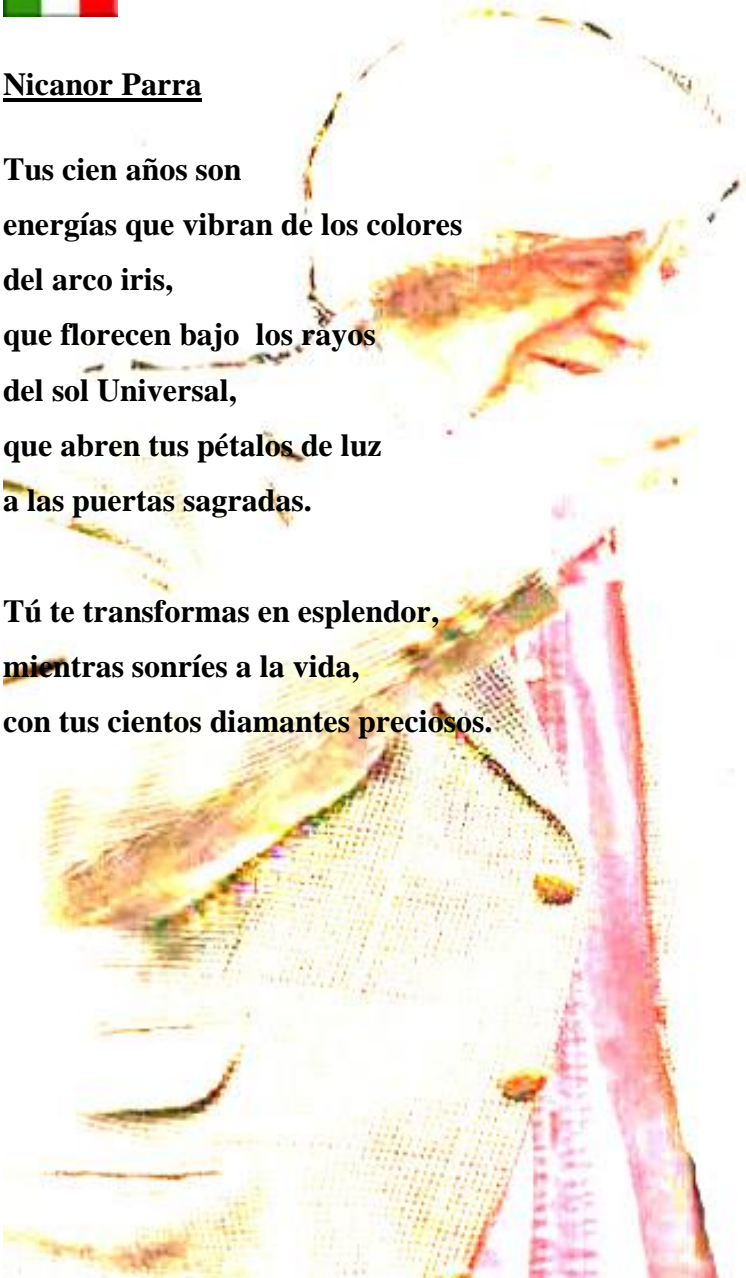 Nicanor Parra
Tus cien años son
energías que vibran de los colores
del arco iris,
que florecen bajo los rayos
del sol Universal,
que abren tus pétalos de luz
a las puertas sagradas.
Tú te transformas en esplendor,
mientras sonríes a la vida,
con tus cientos diamantes preciosos.